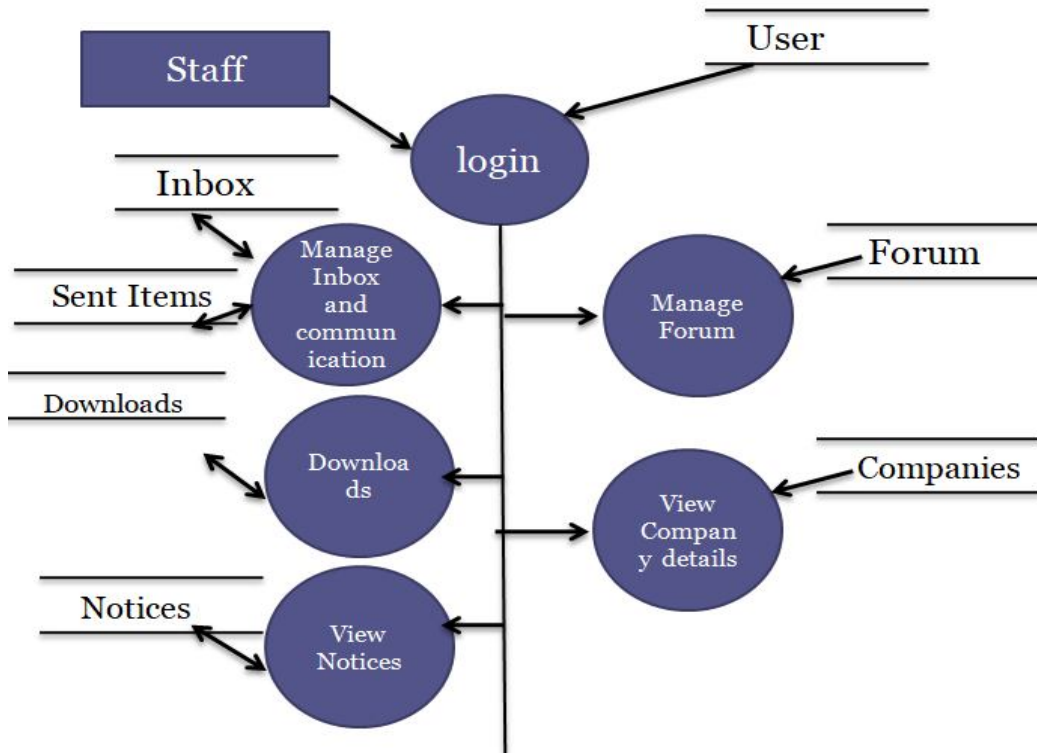 User
Staff
login
Inbox
Manage
Inbox
and
commun
ication
Forum
Manage
Forum
Sent Items
Downloads
Downloa
ds
Companies
View
Compan
y details
Notices
View
Notices